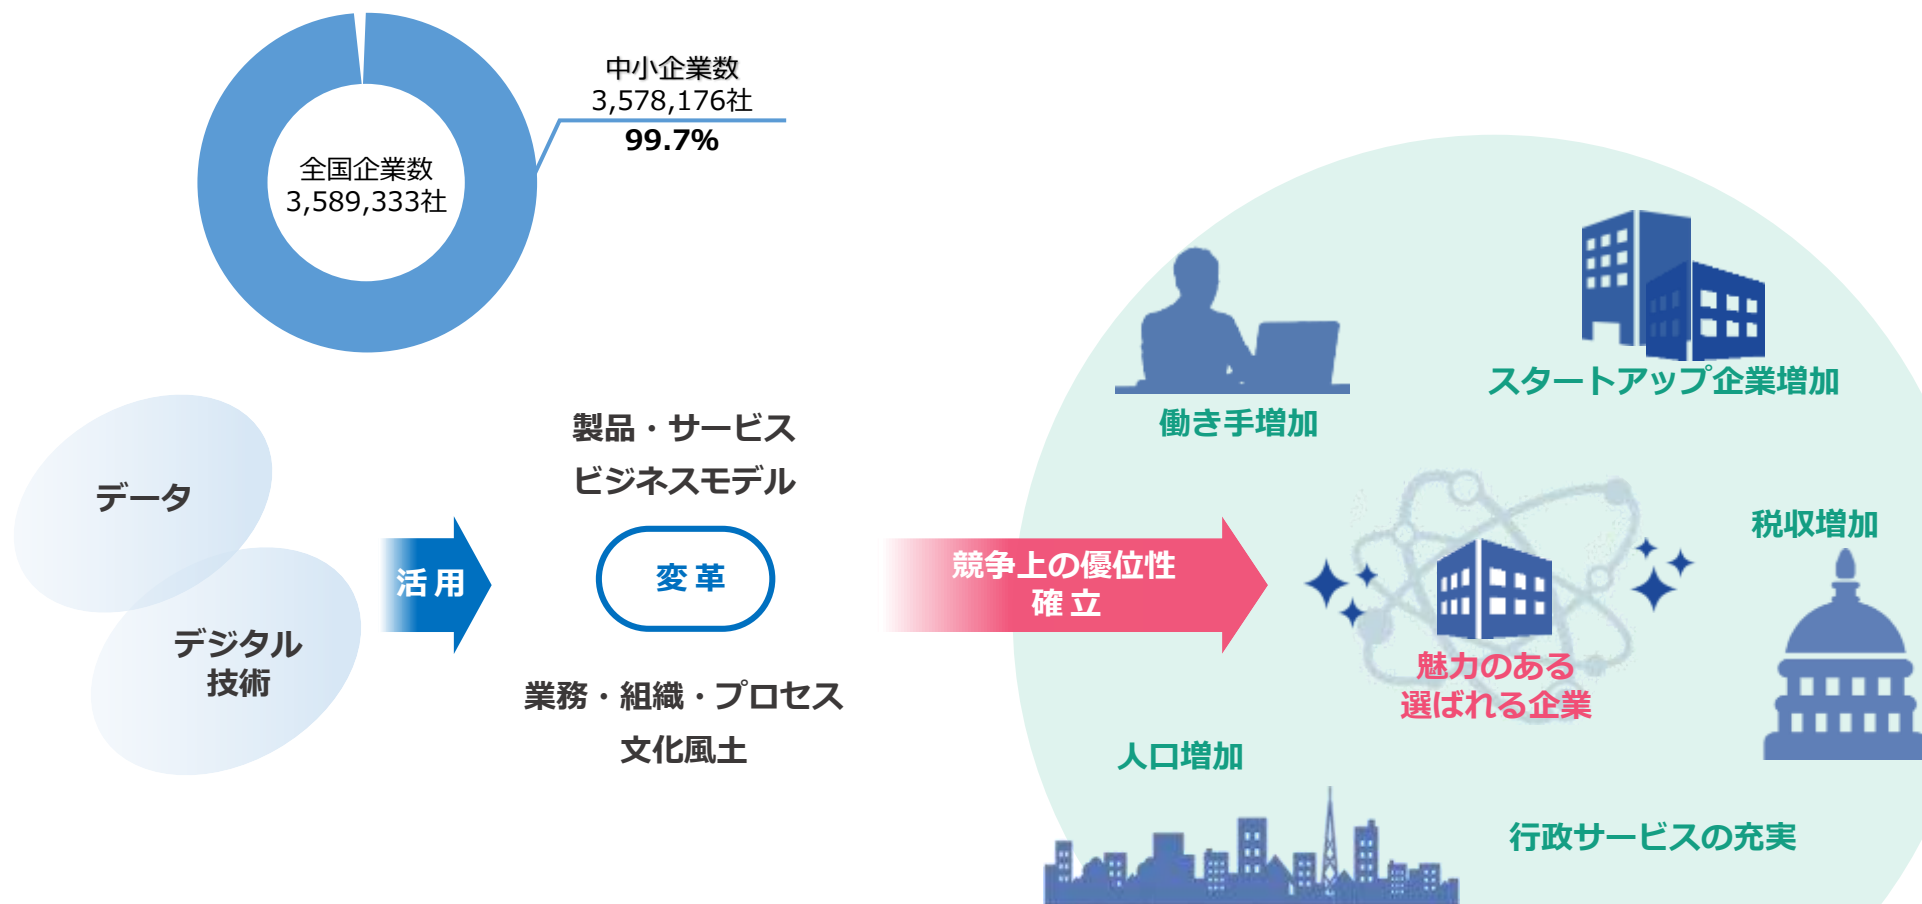 中小企業数
3,578,176社
99.7%
全国企業数
3,589,333社
データ
デジタル
技術
活用
製品・サービス
ビジネスモデル
変革
業務・組織・プロセス
文化風土
競争上の優位性
確立
働き手増加
スタートアップ企業増加
税収増加
魅力のある
選ばれる企業
人口増加
行政サービスの充実